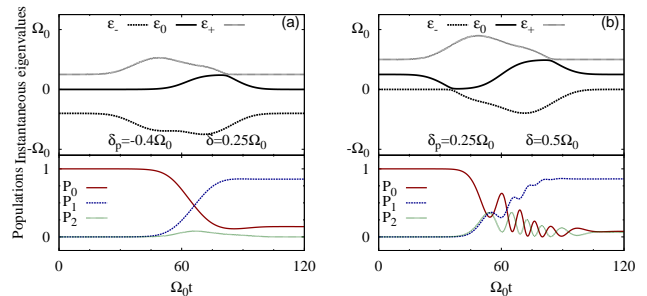 Instantaneous eigenvalues
Populations
ε₋ ε₀ ε₊ (a)
Ω₀
0
-Ω₀
δₚ=-0.4Ω₀ δ=0.25Ω₀
1
0
P₀
P₁
P₂
0 60 120
Ω₀t
ε₋ ε₀ ε₊ (b)
Ω₀
0
-Ω₀
δₚ=0.25Ω₀ δ=0.5Ω₀
1
0
P₀
P₁
P₂
0 60 120
Ω₀t